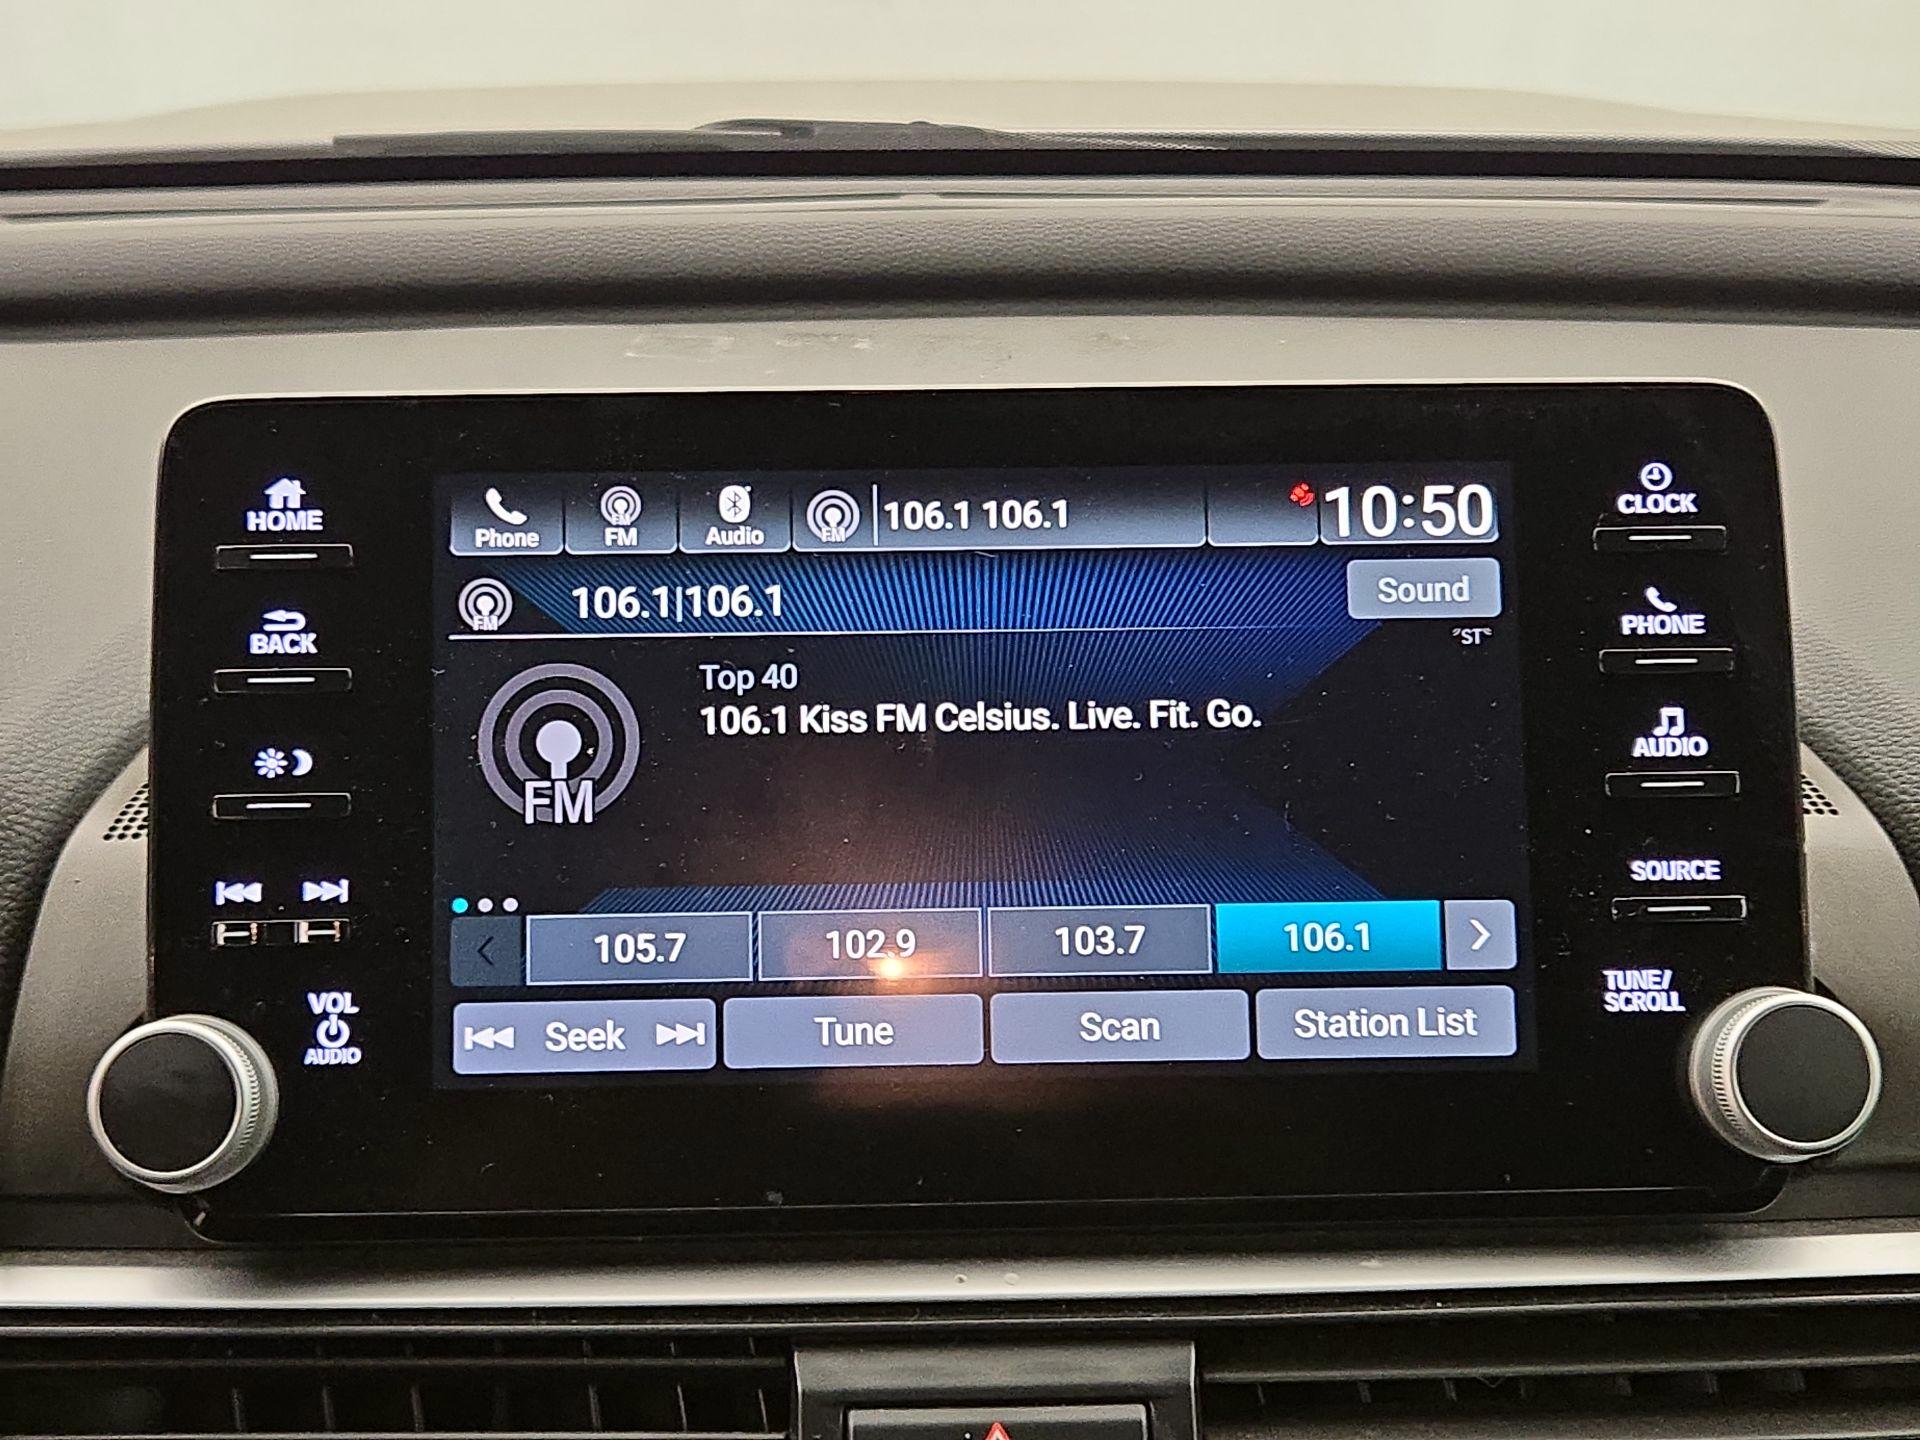 HOME
BACK
VOL
AUDIO
Phone
FM
Audio
FM
106.1 106.1
10:50
FM
106.1|106.1
Sound
"ST"
FM
Top 40
106.1 Kiss FM Celsius. Live. Fit. Go.
105.7
102.9
103.7
106.1
Seek
Tune
Scan
Station List
CLOCK
PHONE
AUDIO
SOURCE
TUNE/
SCROLL